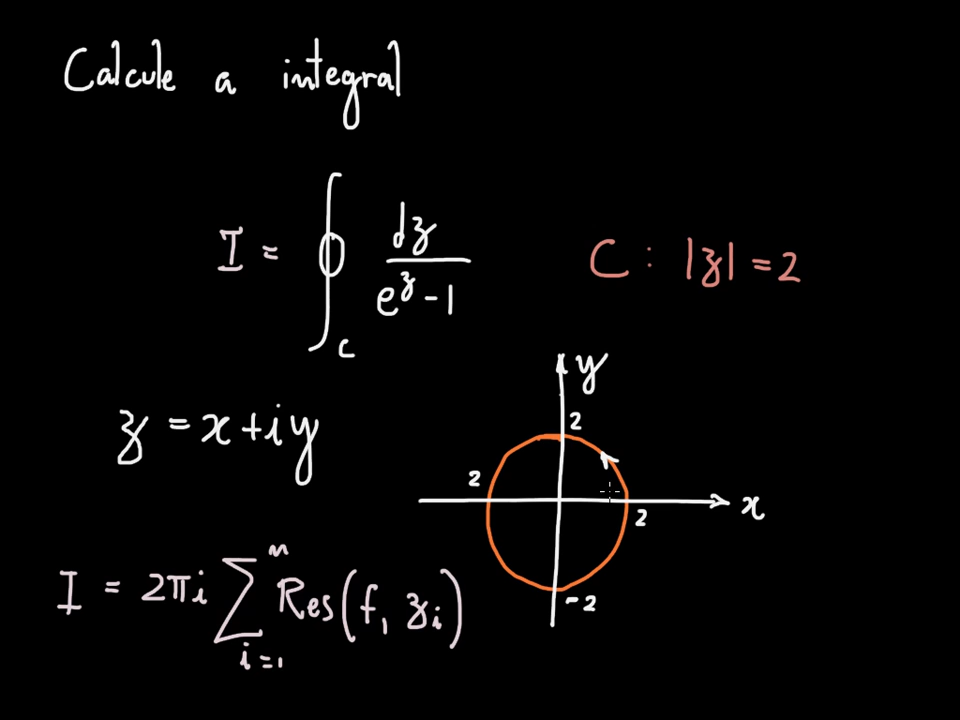 Calcule a integral
I = ∮_C dz/(e^z - 1)
C : |z| = 2
z = x + iy
y
2
2
2
x
-2
I = 2πi ∑_{i=1}^{n} Res(f, z_i)